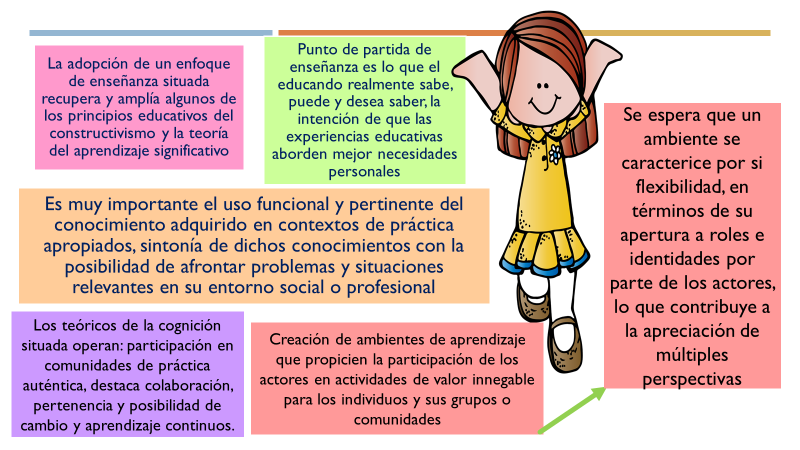 La adopción de un enfoque
de enseñanza situada
recupera y amplía algunos de
los principios educativos del
constructivismo y la teoría
del aprendizaje significativo
Punto de partida de
enseñanza es lo que el
educando realmente sabe,
puede y desea saber, la
intención de que las
experiencias educativas
aborden mejor necesidades
personales
Es muy importante el uso funcional y pertinente del
conocimiento adquirido en contextos de práctica
apropiados, sintonía de dichos conocimientos con la
posibilidad de afrontar problemas y situaciones
relevantes en su entorno social o profesional
Los teóricos de la cognición
situada operan: participación en
comunidades de práctica
auténtica, destaca colaboración,
pertenencia y posibilidad de
cambio y aprendizaje continuos.
Creación de ambientes de aprendizaje
que propicien la participación de los
actores en actividades de valor innegable
para los individuos y sus grupos o
comunidades
Se espera que un
ambiente se
caracterice por si
flexibilidad, en
términos de su
apertura a roles e
identidades por
parte de los actores,
lo que contribuye a
la apreciación de
múltiples
perspectivas